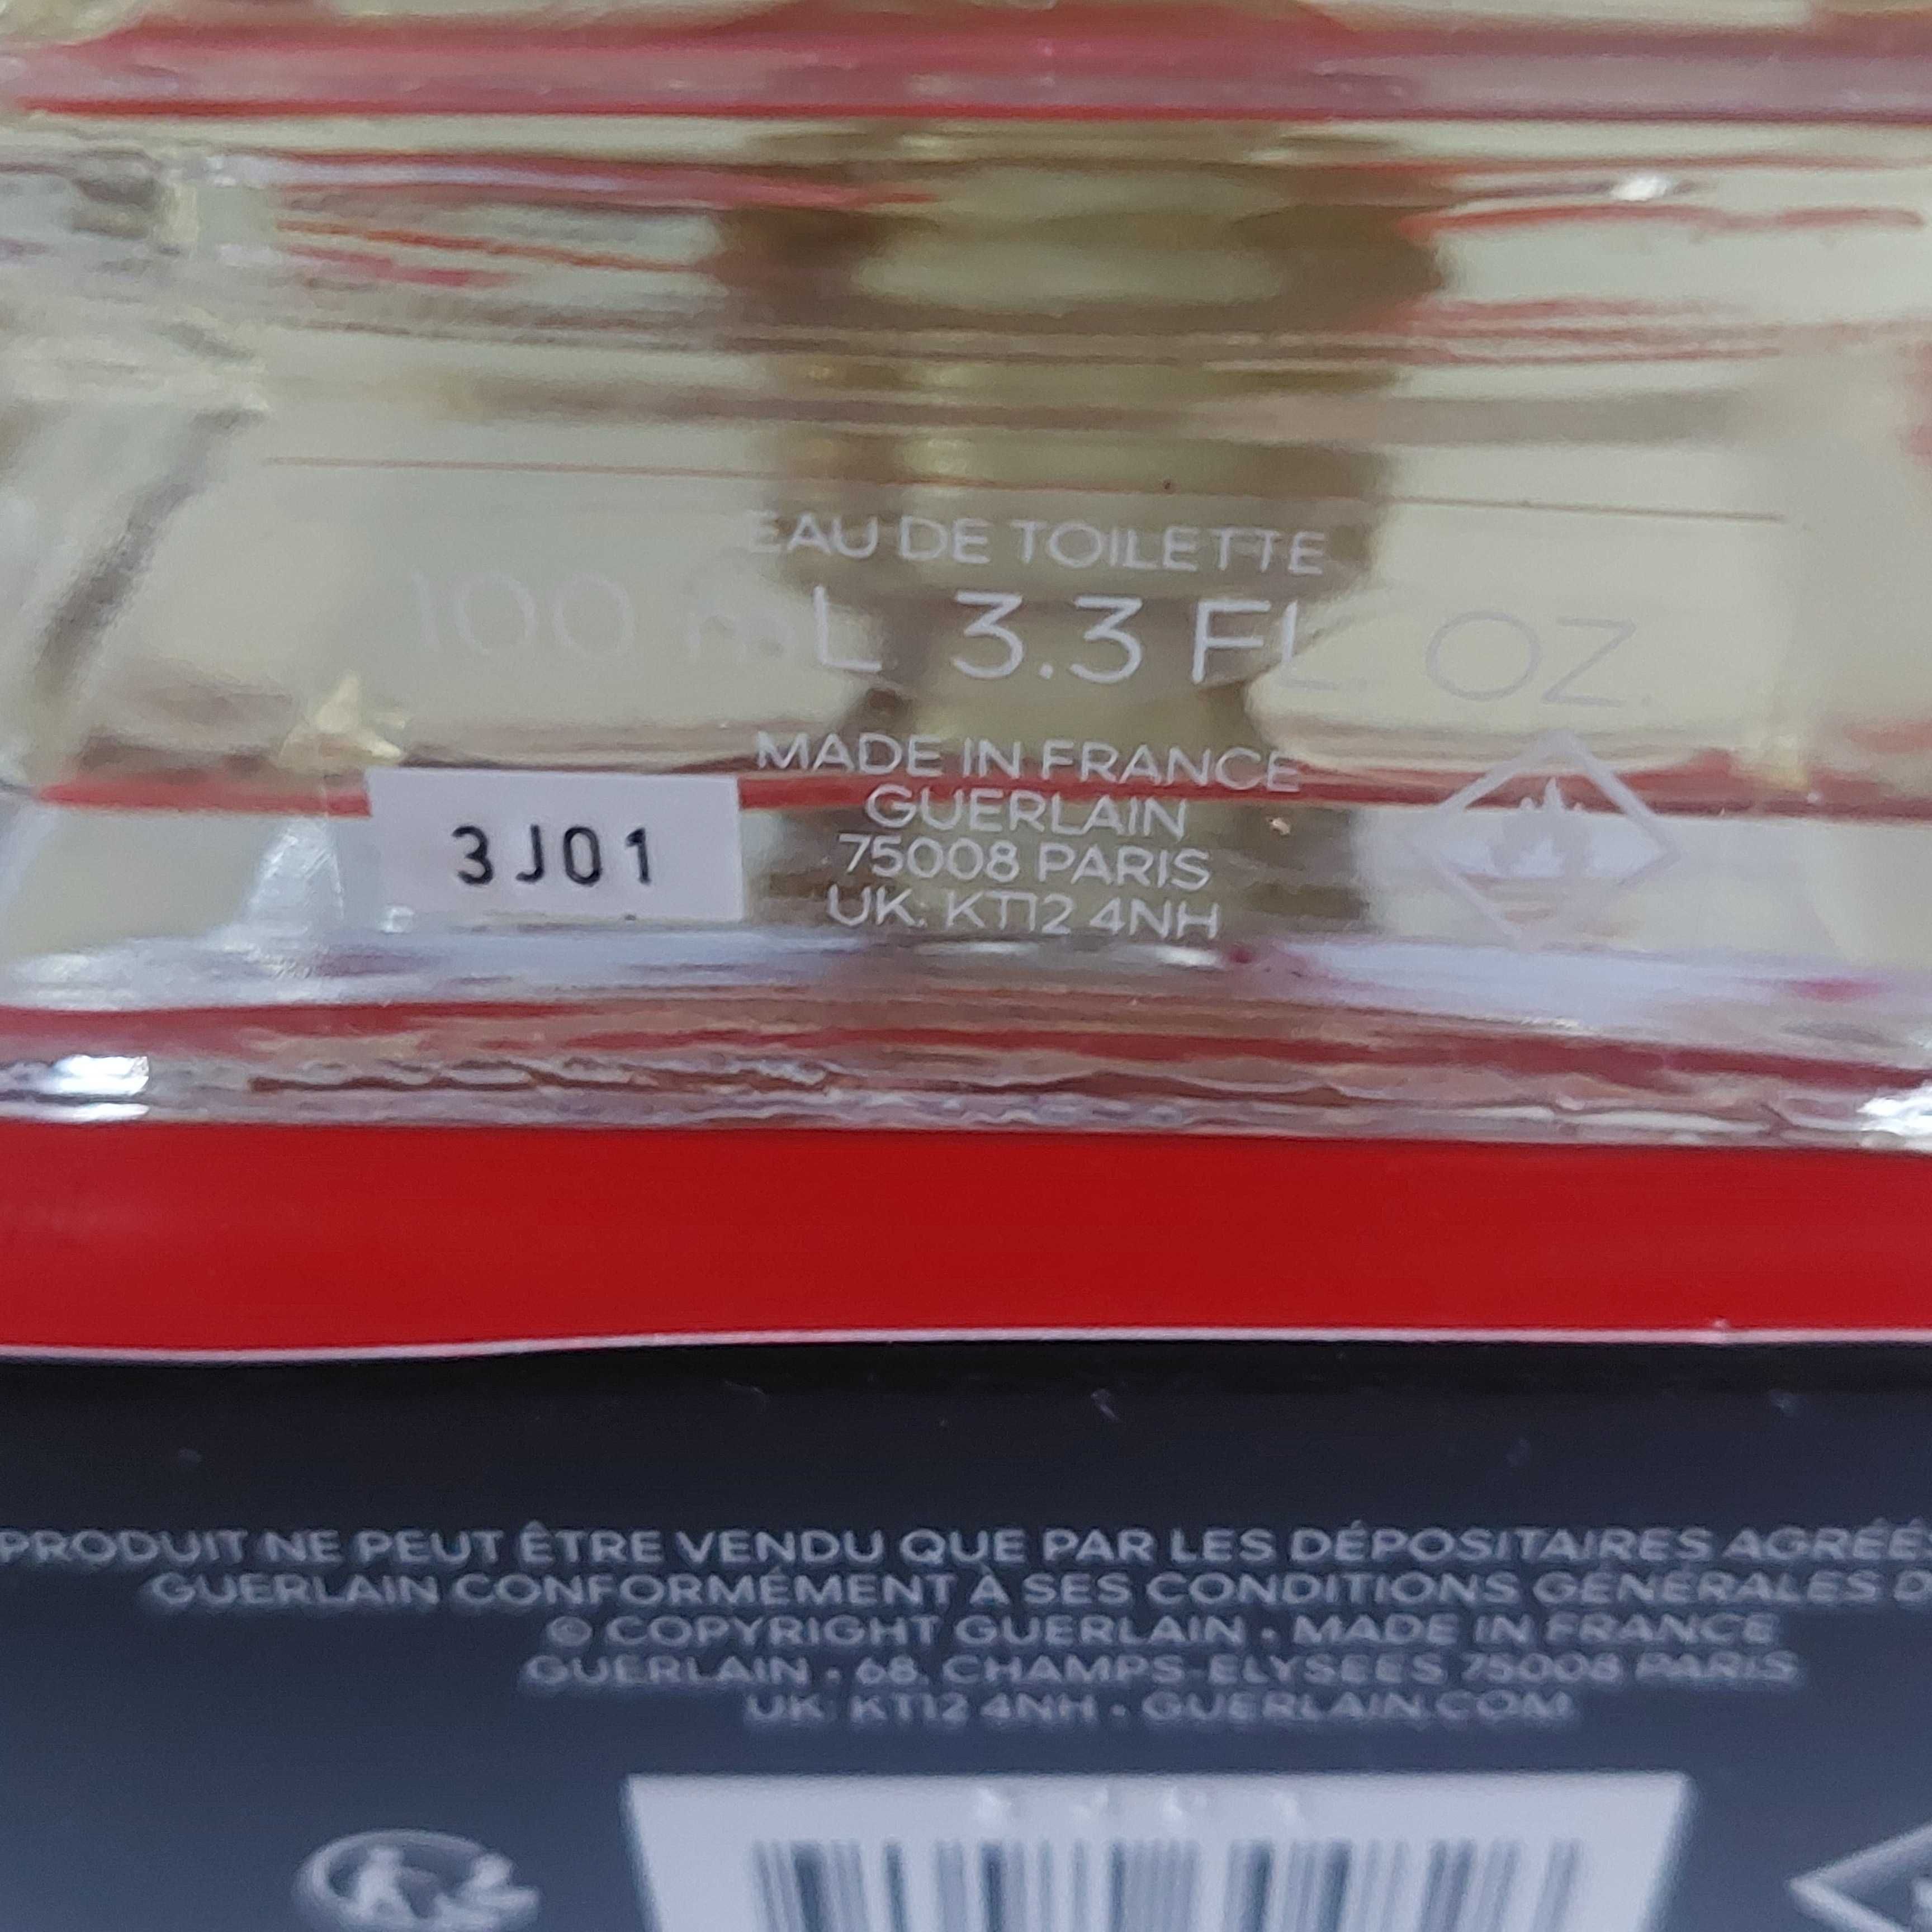 EAU DE TOILETTE
100 mL 3.3 FL. OZ.
MADE IN FRANCE
GUERLAIN
75008 PARIS
UK: KT12 4NH
3J01
PRODUIT NE PEUT ÊTRE VENDU QUE PAR LES DÉPOSITAIRES AGRÉÉ
GUERLAIN CONFORMÉMENT À SES CONDITIONS GÉNÉRALES D
© COPYRIGHT GUERLAIN • MADE IN FRANCE
GUERLAIN • 68, CHAMPS-ELYSEES 75008 PARIS
UK: KT12 4NH • GUERLAIN.COM